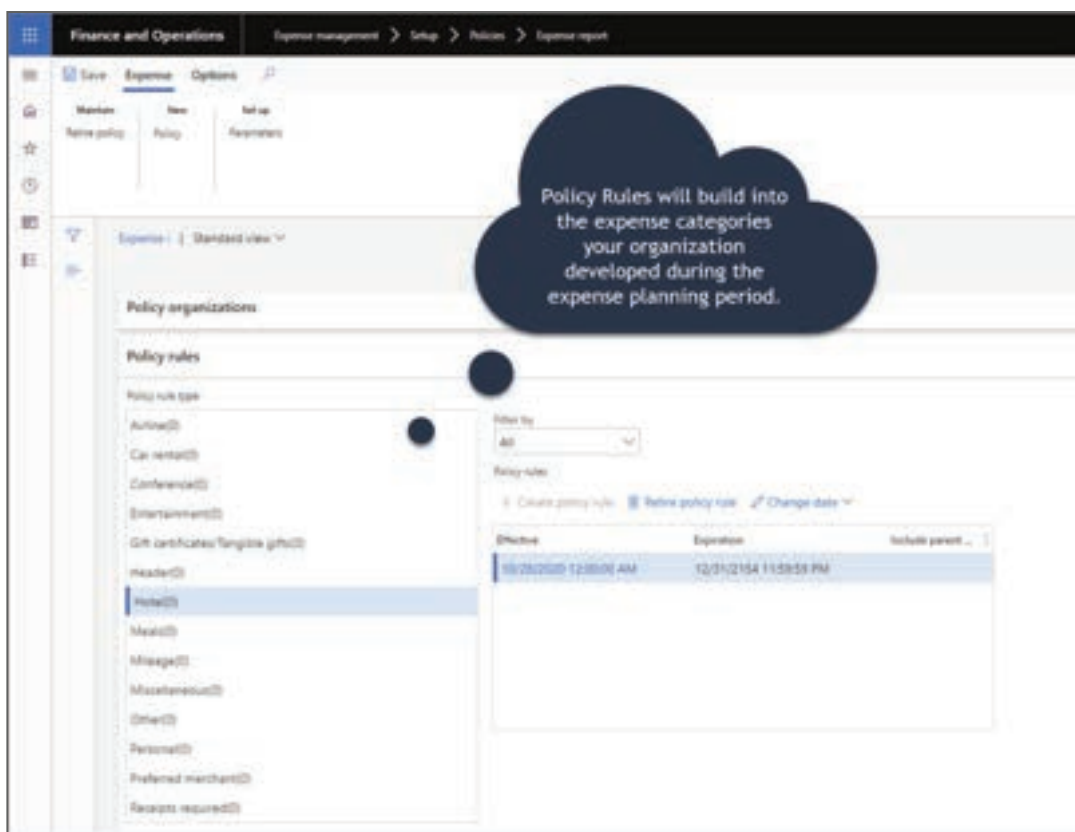 Finance and Operations
Expense management > Setup > Policies > Expense report
Save Expense Options
Maintain New Set up
Retire policy Policy Parameters
Policy Rules will build into
the expense categories
your organization
developed during the
expense planning period.
Standard view
Policy organizations
Policy rules
Policy rule type
Airline(0)
Car rental(0)
Conference(0)
Entertainment(0)
Gift certificates/Tangible gifts(0)
Header(0)
Hotel(0)
Meals(0)
Mileage(0)
Miscellaneous(0)
Other(0)
Personal(0)
Preferred merchant(0)
Receipts required(0)
Filter by
All
Policy rules
Create policy rule Retire policy rule Change date
Effective Expiration Include parent ...
12:00:00 AM 12/31/2154 11:59:59 PM